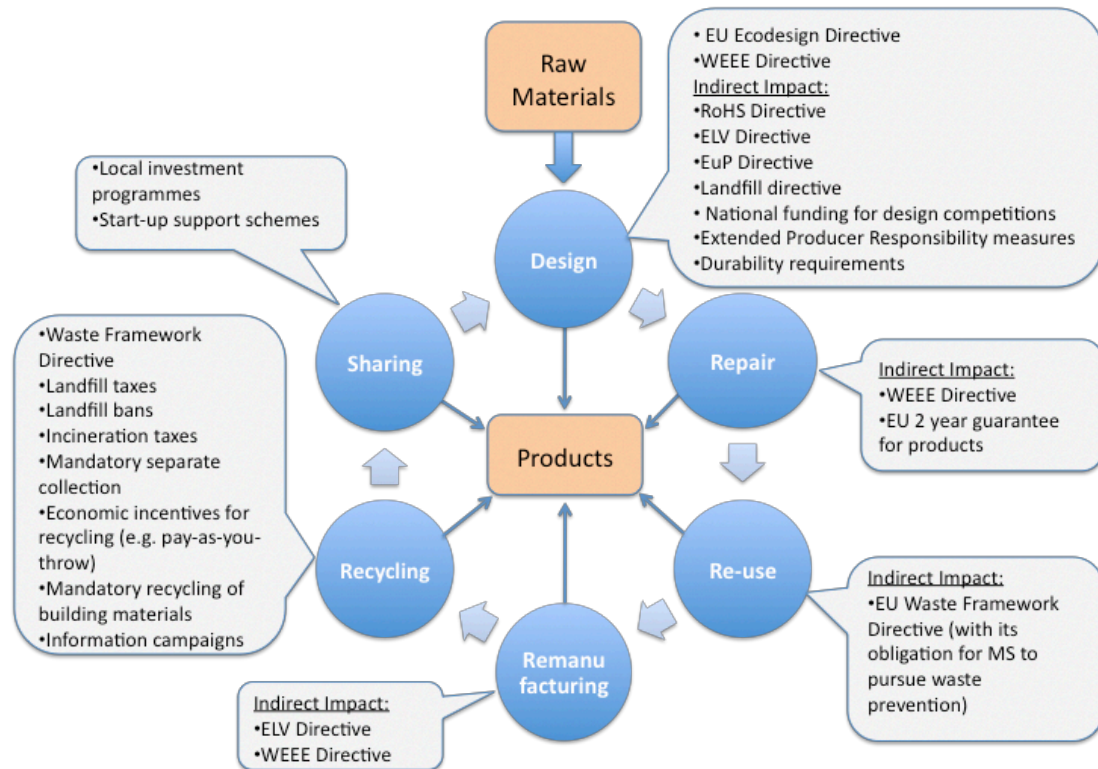 Raw
Materials
• EU Ecodesign Directive
•WEEE Directive
Indirect Impact:
•RoHS Directive
•ELV Directive
•EuP Directive
•Landfill directive
• National funding for design competitions
•Extended Producer Responsibility measures
•Durability requirements
•Local investment
programmes
•Start-up support schemes
Design
Sharing
Repair
•Waste Framework
Directive
•Landfill taxes
•Landfill bans
•Incineration taxes
•Mandatory separate
collection
•Economic incentives for
recycling (e.g. pay-as-you-
throw)
•Mandatory recycling of
building materials
•Information campaigns
Indirect Impact:
•WEEE Directive
•EU 2 year guarantee
for products
Products
Recycling
Re-use
Indirect Impact:
•EU Waste Framework
Directive (with its
obligation for MS to
pursue waste
prevention)
Remanu
facturing
Indirect Impact:
•ELV Directive
•WEEE Directive